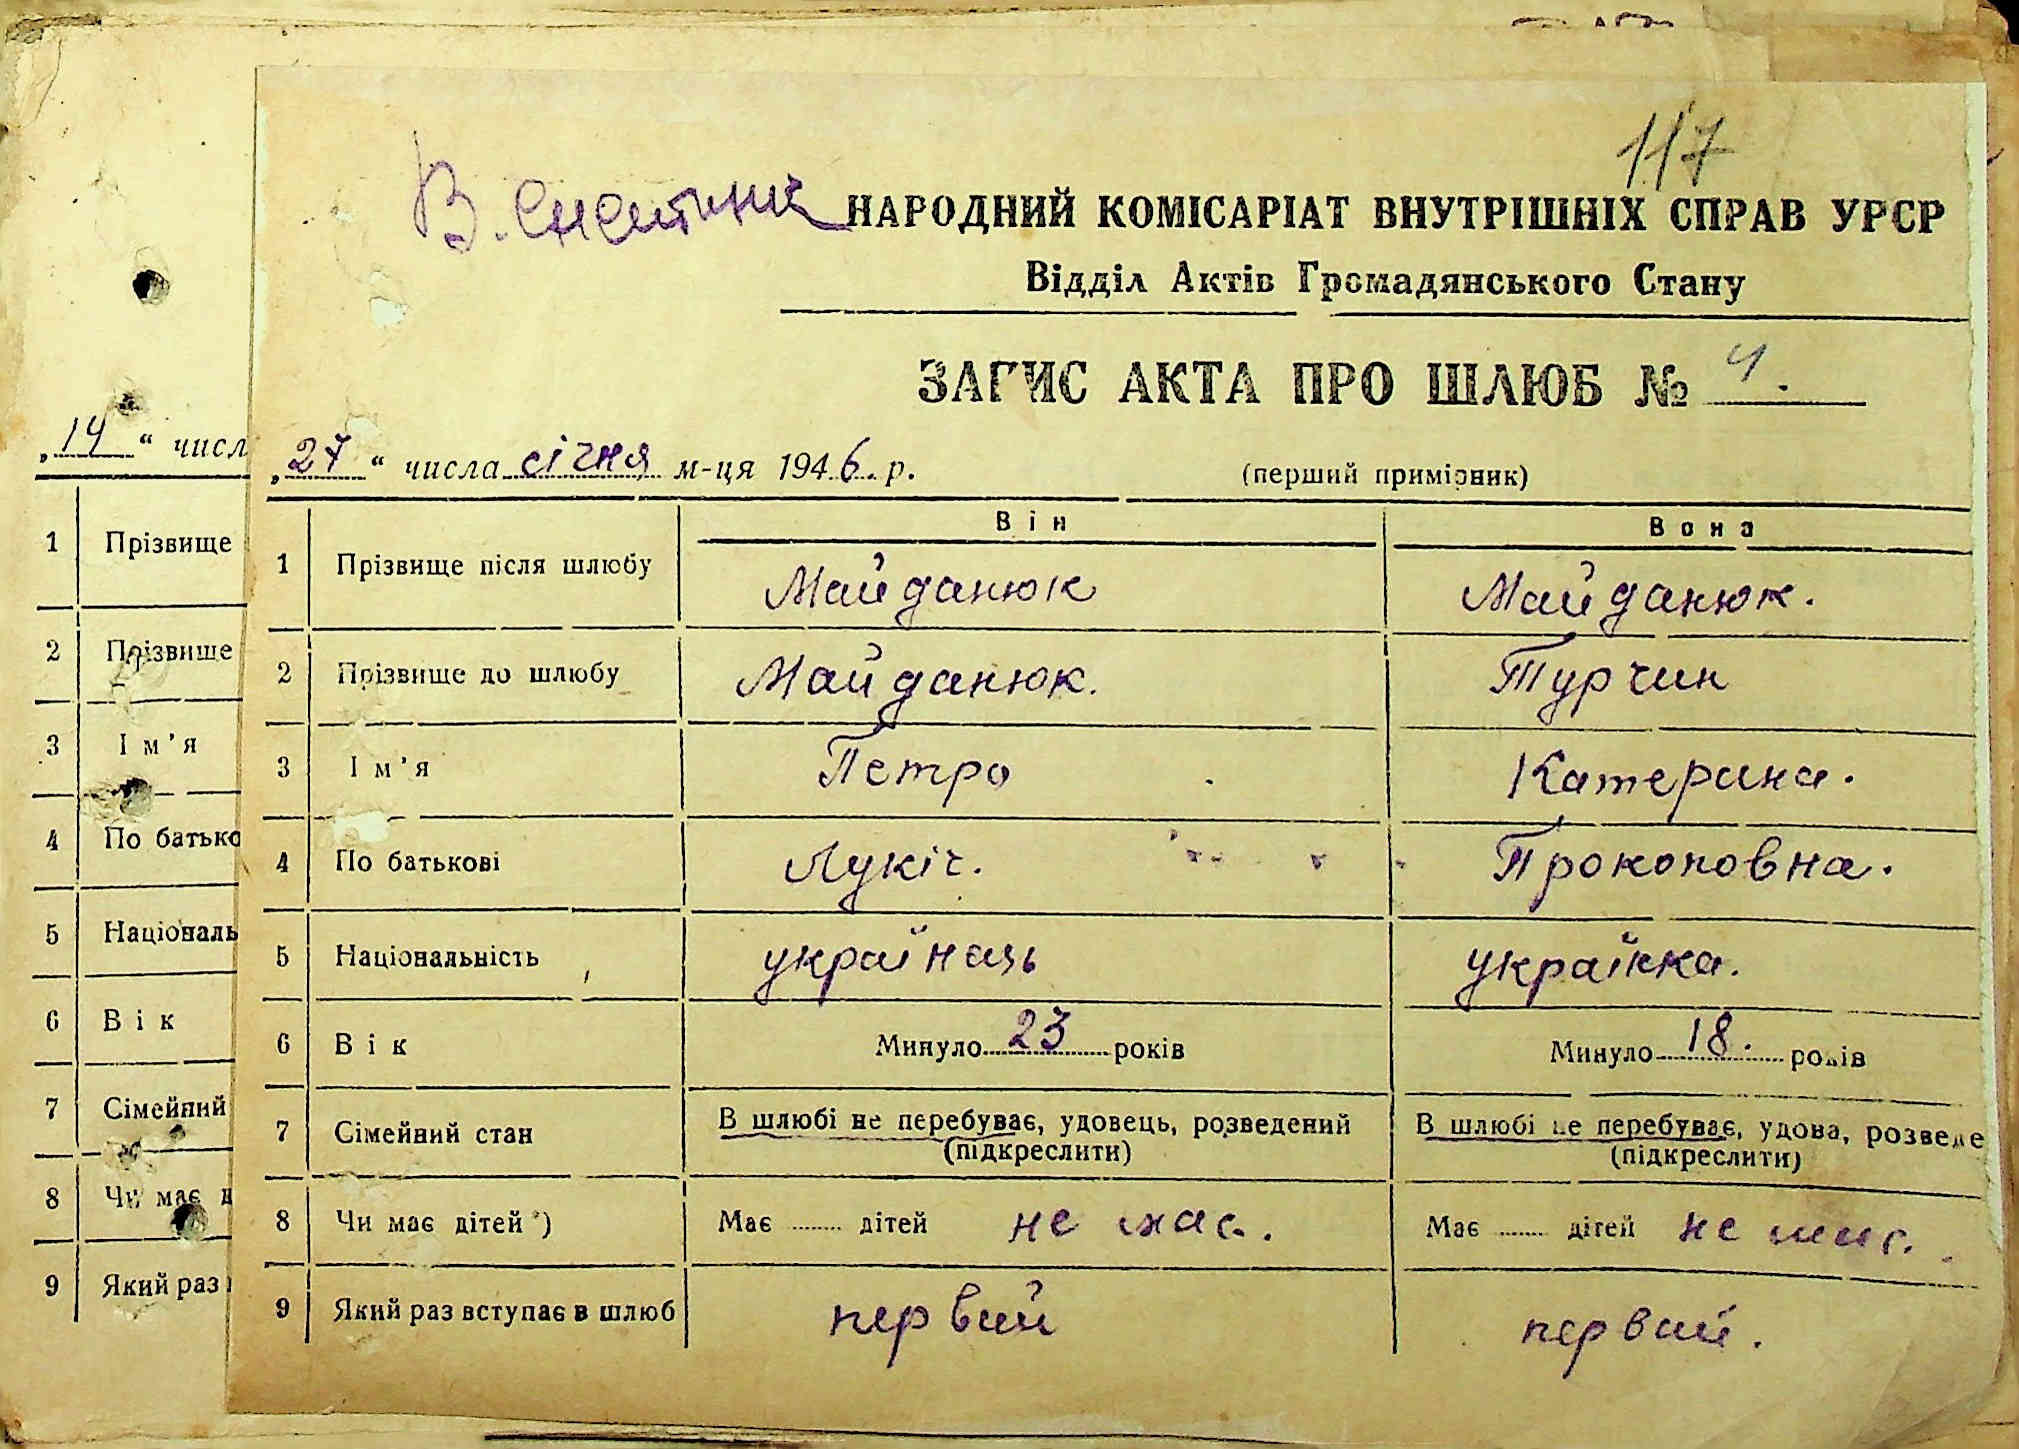 117
В. Снітинка НАРОДНИЙ КОМІСАРІАТ ВНУТРІШНІХ СПРАВ УРСР
Відділ Актів Громадянського Стану
ЗАПИС АКТА ПРО ШЛЮБ № 4.
„14“ числ
„27“ числа січня м-ця 1946. р. (перший примірник)
Він Вона
1 Прізвище
1 Прізвище після шлюбу Майданюк Майданюк.
2 Прізвище
2 Прізвище до шлюбу Майданюк. Турчин
3 Ім’я
3 Ім’я Петро Катерина.
4 По батько
4 По батькові Лукіч. Прокоповна.
5 Національ
5 Національність українець українка.
6 Вік
6 Вік Минуло 23 років Минуло 18. років
7 Сімейний
7 Сімейний стан В шлюбі не перебуває, удовець, розведений В шлюбі не перебуває, удова, розведе
(підкреслити) (підкреслити)
8 Чи має д
8 Чи має дітей *) Має ........ дітей не має. Має ........ дітей не має.
9 Який раз
9 Який раз вступає в шлюб первий первий.